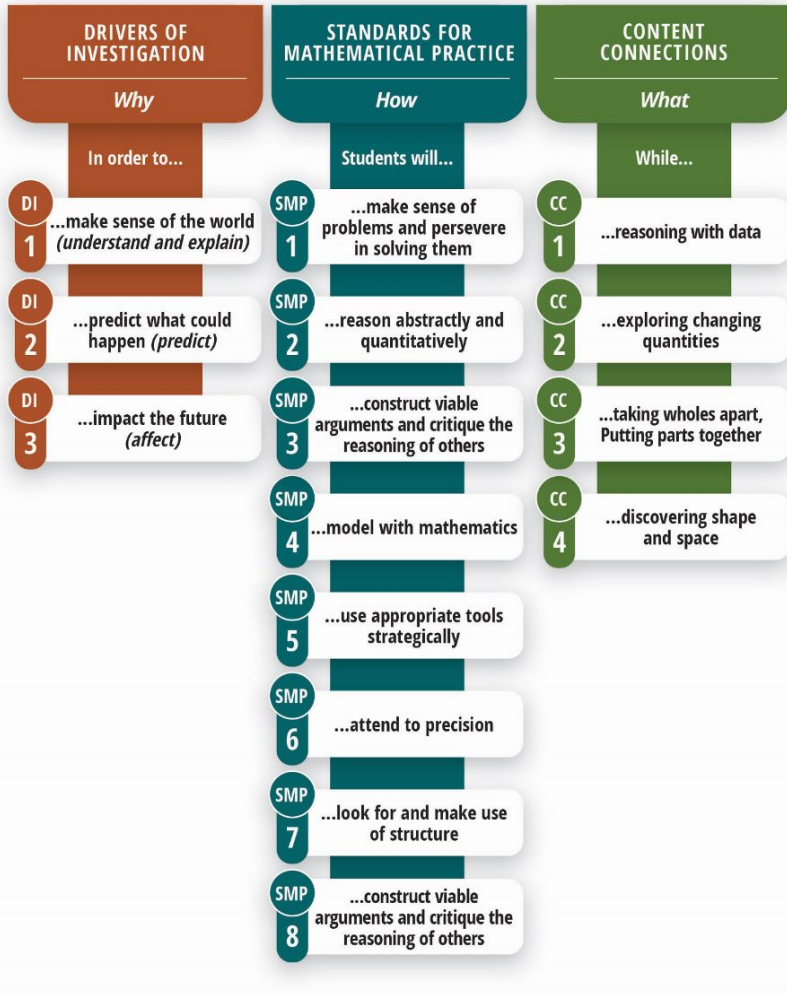 DRIVERS OF
INVESTIGATION
Why
In order to...
DI
1
...make sense of the world
(understand and explain)
DI
2
...predict what could
happen (predict)
DI
3
...impact the future
(affect)
STANDARDS FOR
MATHEMATICAL PRACTICE
How
Students will...
SMP
1
...make sense of
problems and persevere
in solving them
SMP
2
...reason abstractly and
quantitatively
SMP
3
...construct viable
arguments and critique the
reasoning of others
SMP
4
...model with mathematics
SMP
5
...use appropriate tools
strategically
SMP
6
...attend to precision
SMP
7
...look for and make use
of structure
SMP
8
...construct viable
arguments and critique the
reasoning of others
CONTENT
CONNECTIONS
What
While...
CC
1
...reasoning with data
CC
2
...exploring changing
quantities
CC
3
...taking wholes apart,
Putting parts together
CC
4
...discovering shape
and space